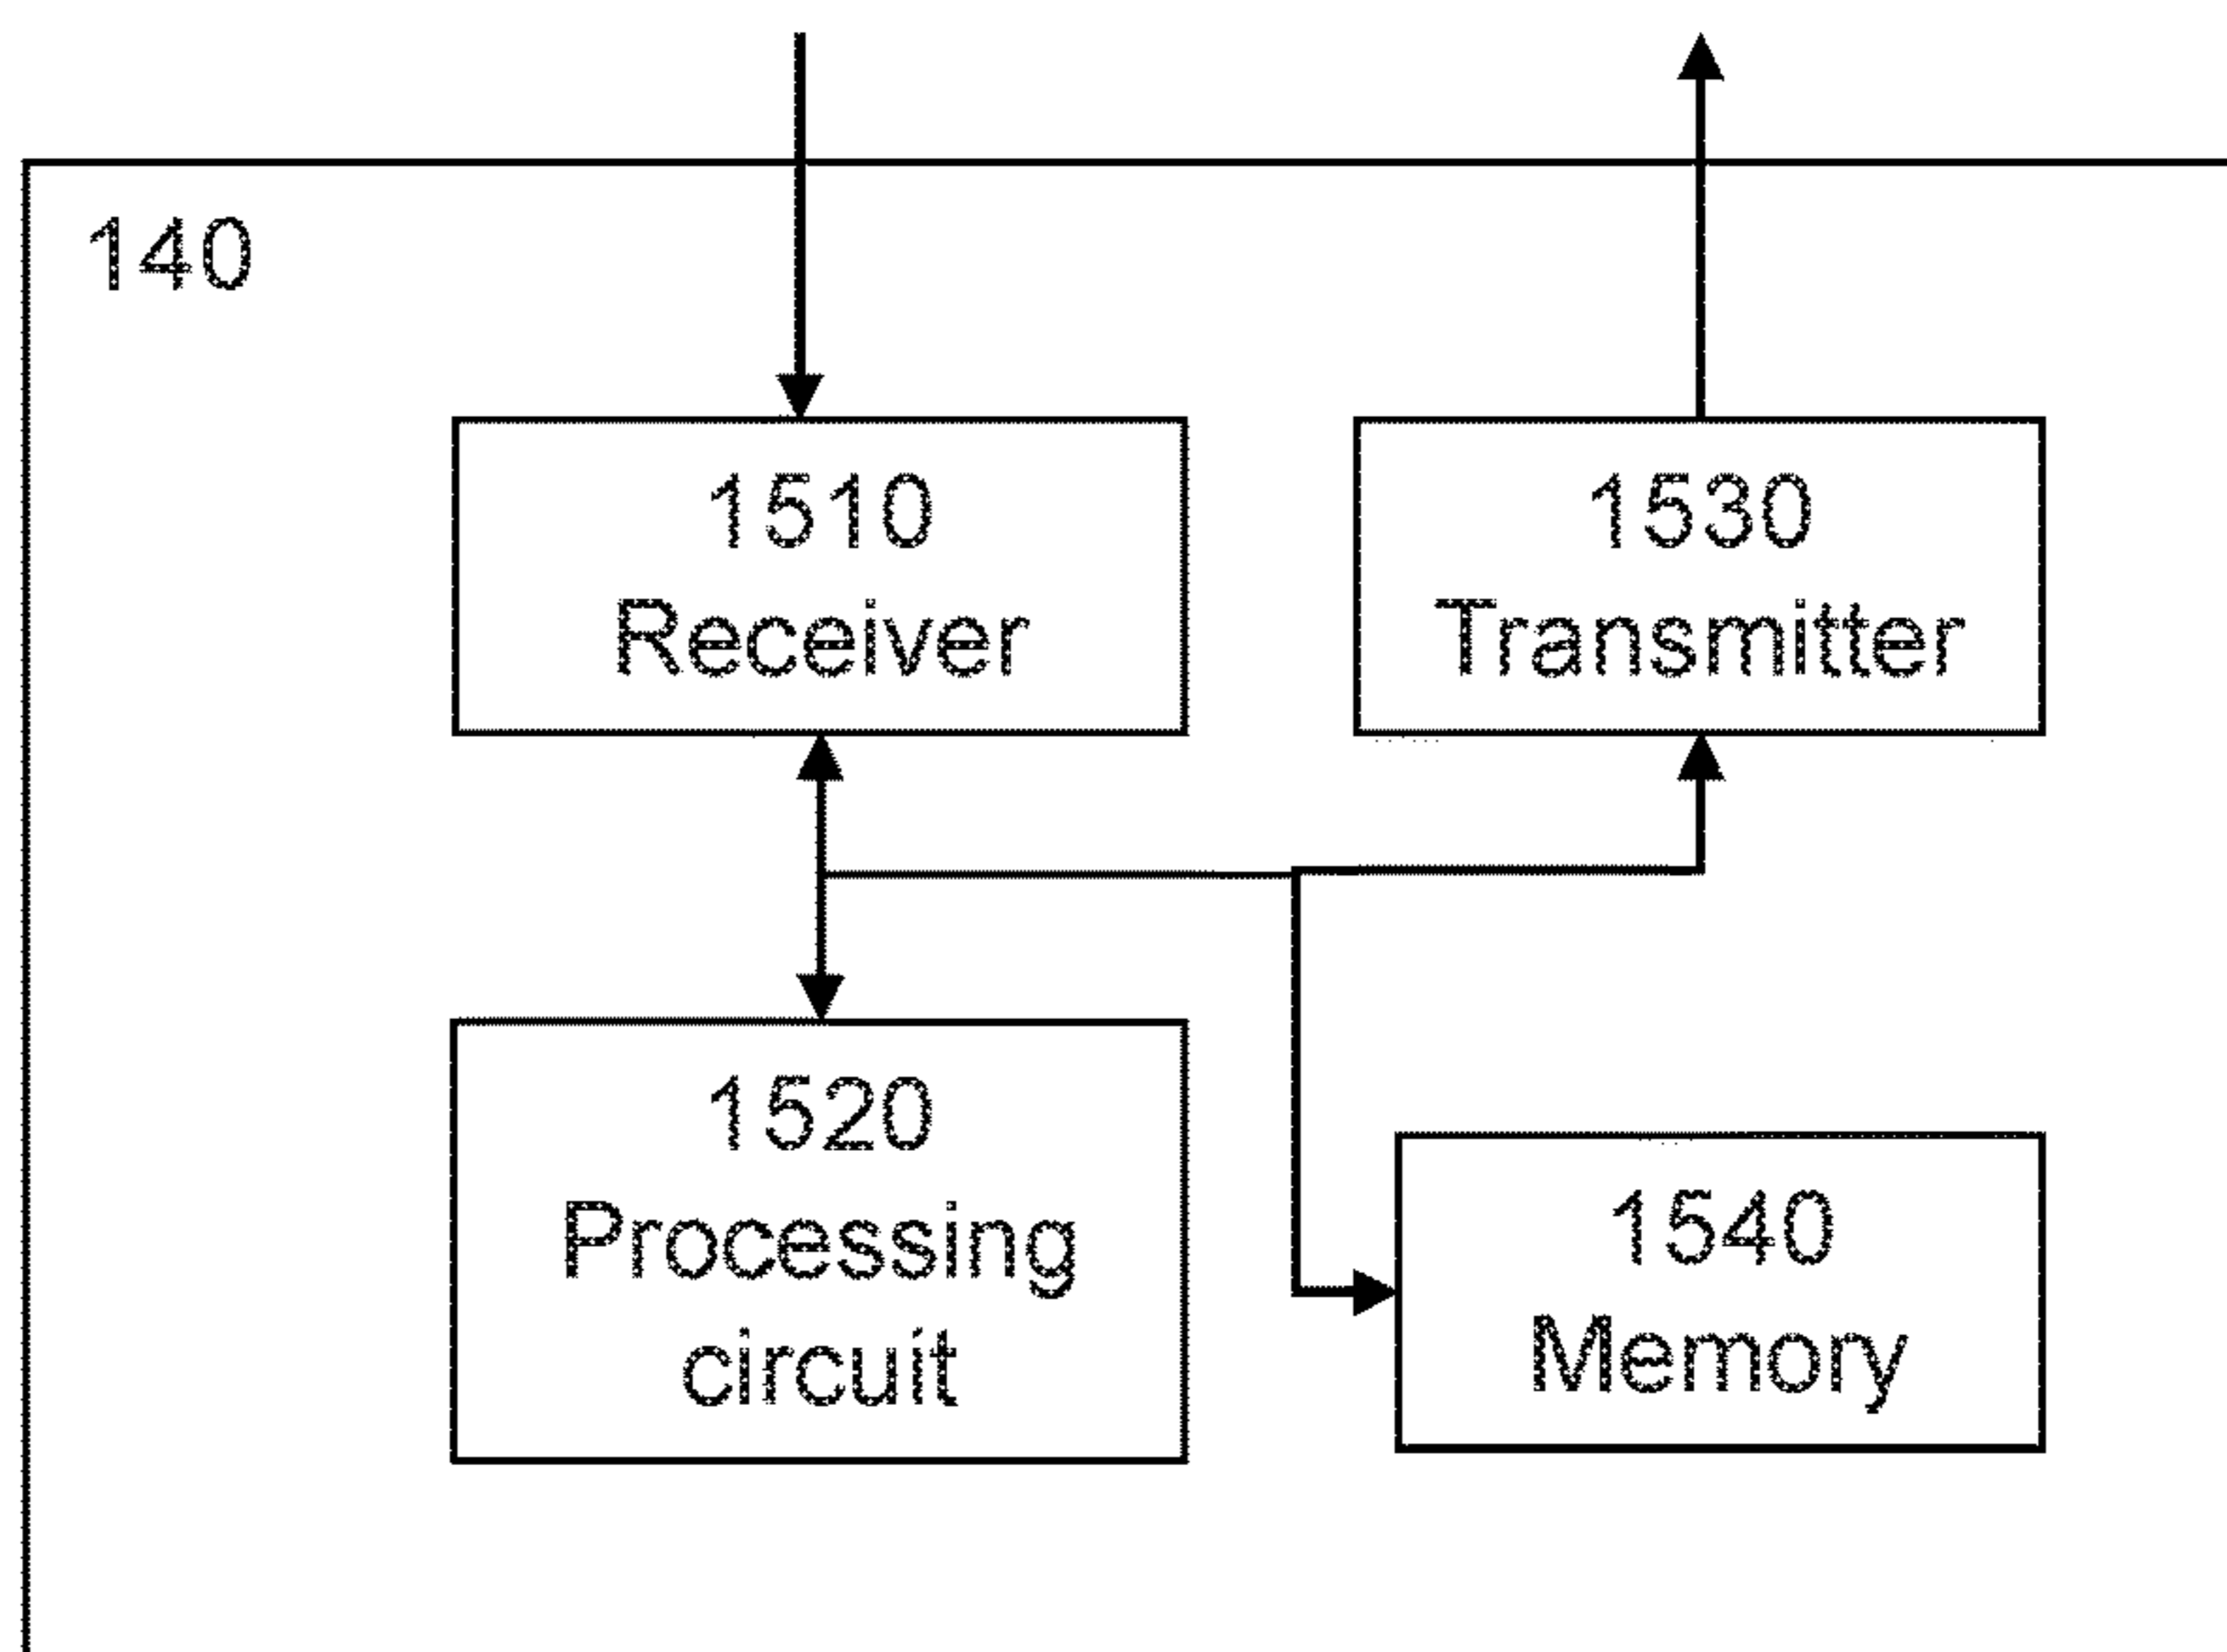 140
1510
Receiver
1530
Transmitter
1520
Processing
circuit
1540
Memory